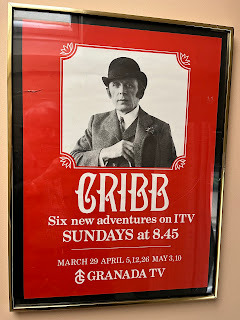 CRIBB
Six new adventures on ITV
SUNDAYS at 8.45
MARCH 29 APRIL 5,12,26 MAY 3,10
GRANADA TV